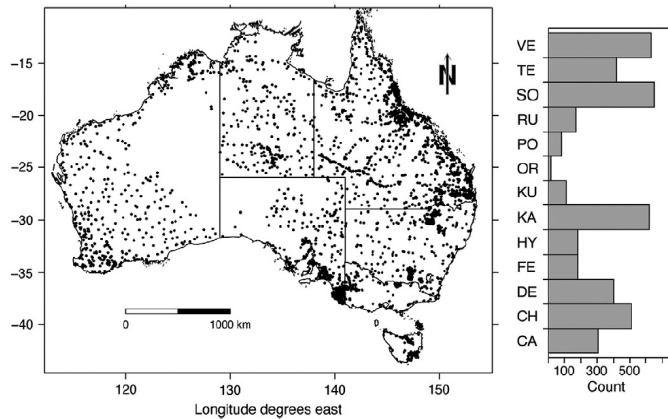 −15
−20
−25
−30
−35
−40
N
0
1000 km
0
120
130
140
150
Longitude degrees east
VE
TE
SO
RU
PO
OR
KU
KA
HY
FE
DE
CH
CA
100 300 500
Count